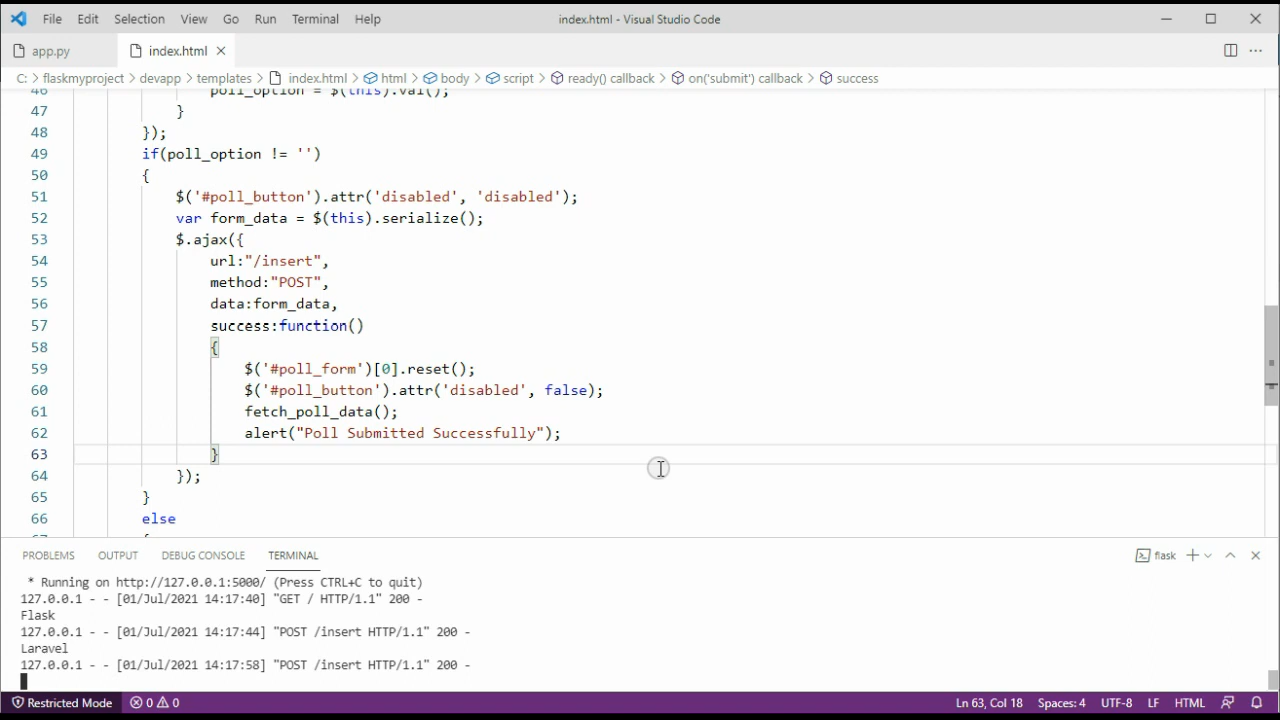 File Edit Selection View Go Run Terminal Help index.html - Visual Studio Code
app.py index.html
C: > flaskmyproject > devapp > templates > index.html > html > body > script > ready() callback > on('submit') callback > success
46 poll_option = $(this).val();
47 }
48 });
49 if(poll_option != '')
50 {
51 $('#poll_button').attr('disabled', 'disabled');
52 var form_data = $(this).serialize();
53 $.ajax({
54 url:"/insert",
55 method:"POST",
56 data:form_data,
57 success:function()
58 {
59 $('#poll_form')[0].reset();
60 $('#poll_button').attr('disabled', false);
61 fetch_poll_data();
62 alert("Poll Submitted Successfully");
63 }
64 });
65 }
66 else
67 {
PROBLEMS OUTPUT DEBUG CONSOLE TERMINAL flask
* Running on http://127.0.0.1:5000/ (Press CTRL+C to quit)
127.0.0.1 - - [01/Jul/2021 14:17:40] "GET / HTTP/1.1" 200 -
Flask
127.0.0.1 - - [01/Jul/2021 14:17:44] "POST /insert HTTP/1.1" 200 -
Laravel
127.0.0.1 - - [01/Jul/2021 14:17:58] "POST /insert HTTP/1.1" 200 -
Restricted Mode 0 0 Ln 63, Col 18 Spaces: 4 UTF-8 LF HTML